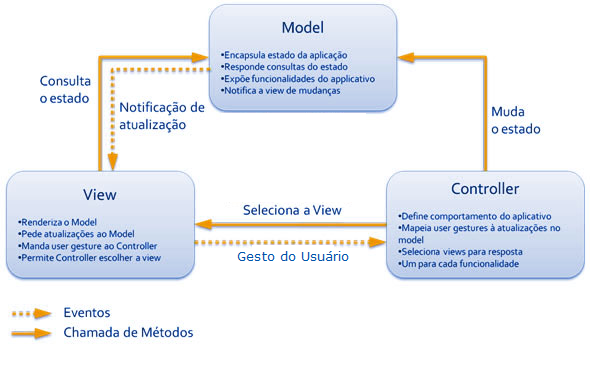 Model
•Encapsula estado da aplicação
•Responde consultas do estado
•Expõe funcionalidades do applicativo
•Notifica a view de mudanças
Consulta
o estado
Notificação de
atualização
Muda
o estado
View
•Renderiza o Model
•Pede atualizações ao Model
•Manda user gesture ao Controller
•Permite Controller escolher a view
Seleciona a View
Gesto do Usuário
Controller
•Define comportamento do aplicativo
•Mapeia user gestures à atualizações no
model
•Seleciona views para resposta
•Um para cada funcionalidade
Eventos
Chamada de Métodos